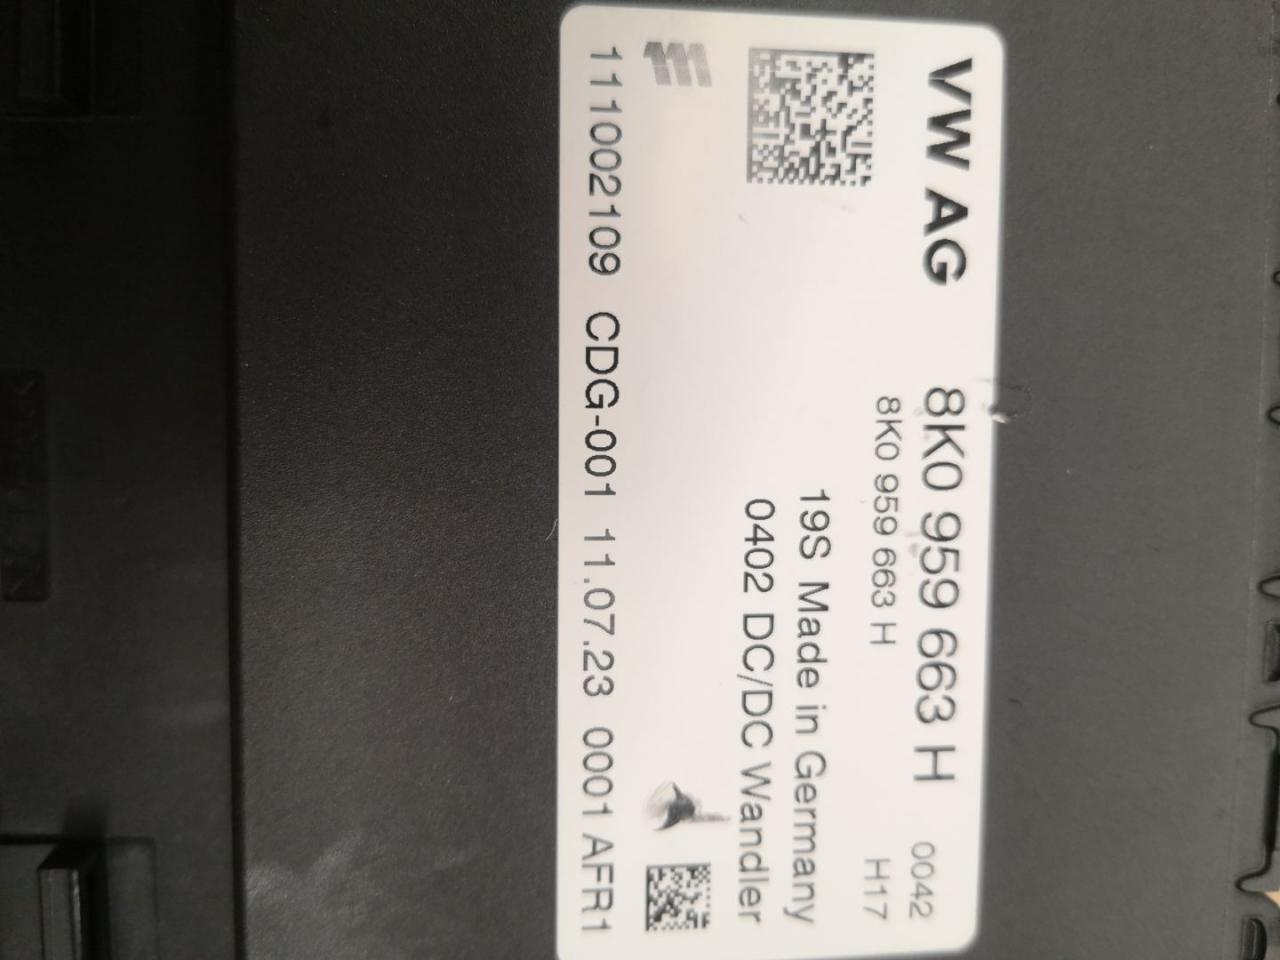 VW AG 8K0 959 663 H 0042
8K0 959 663 H H17
19S Made in Germany
0402 DC/DC Wandler
111002109 CDG-001 11.07.23 0001 AFR1